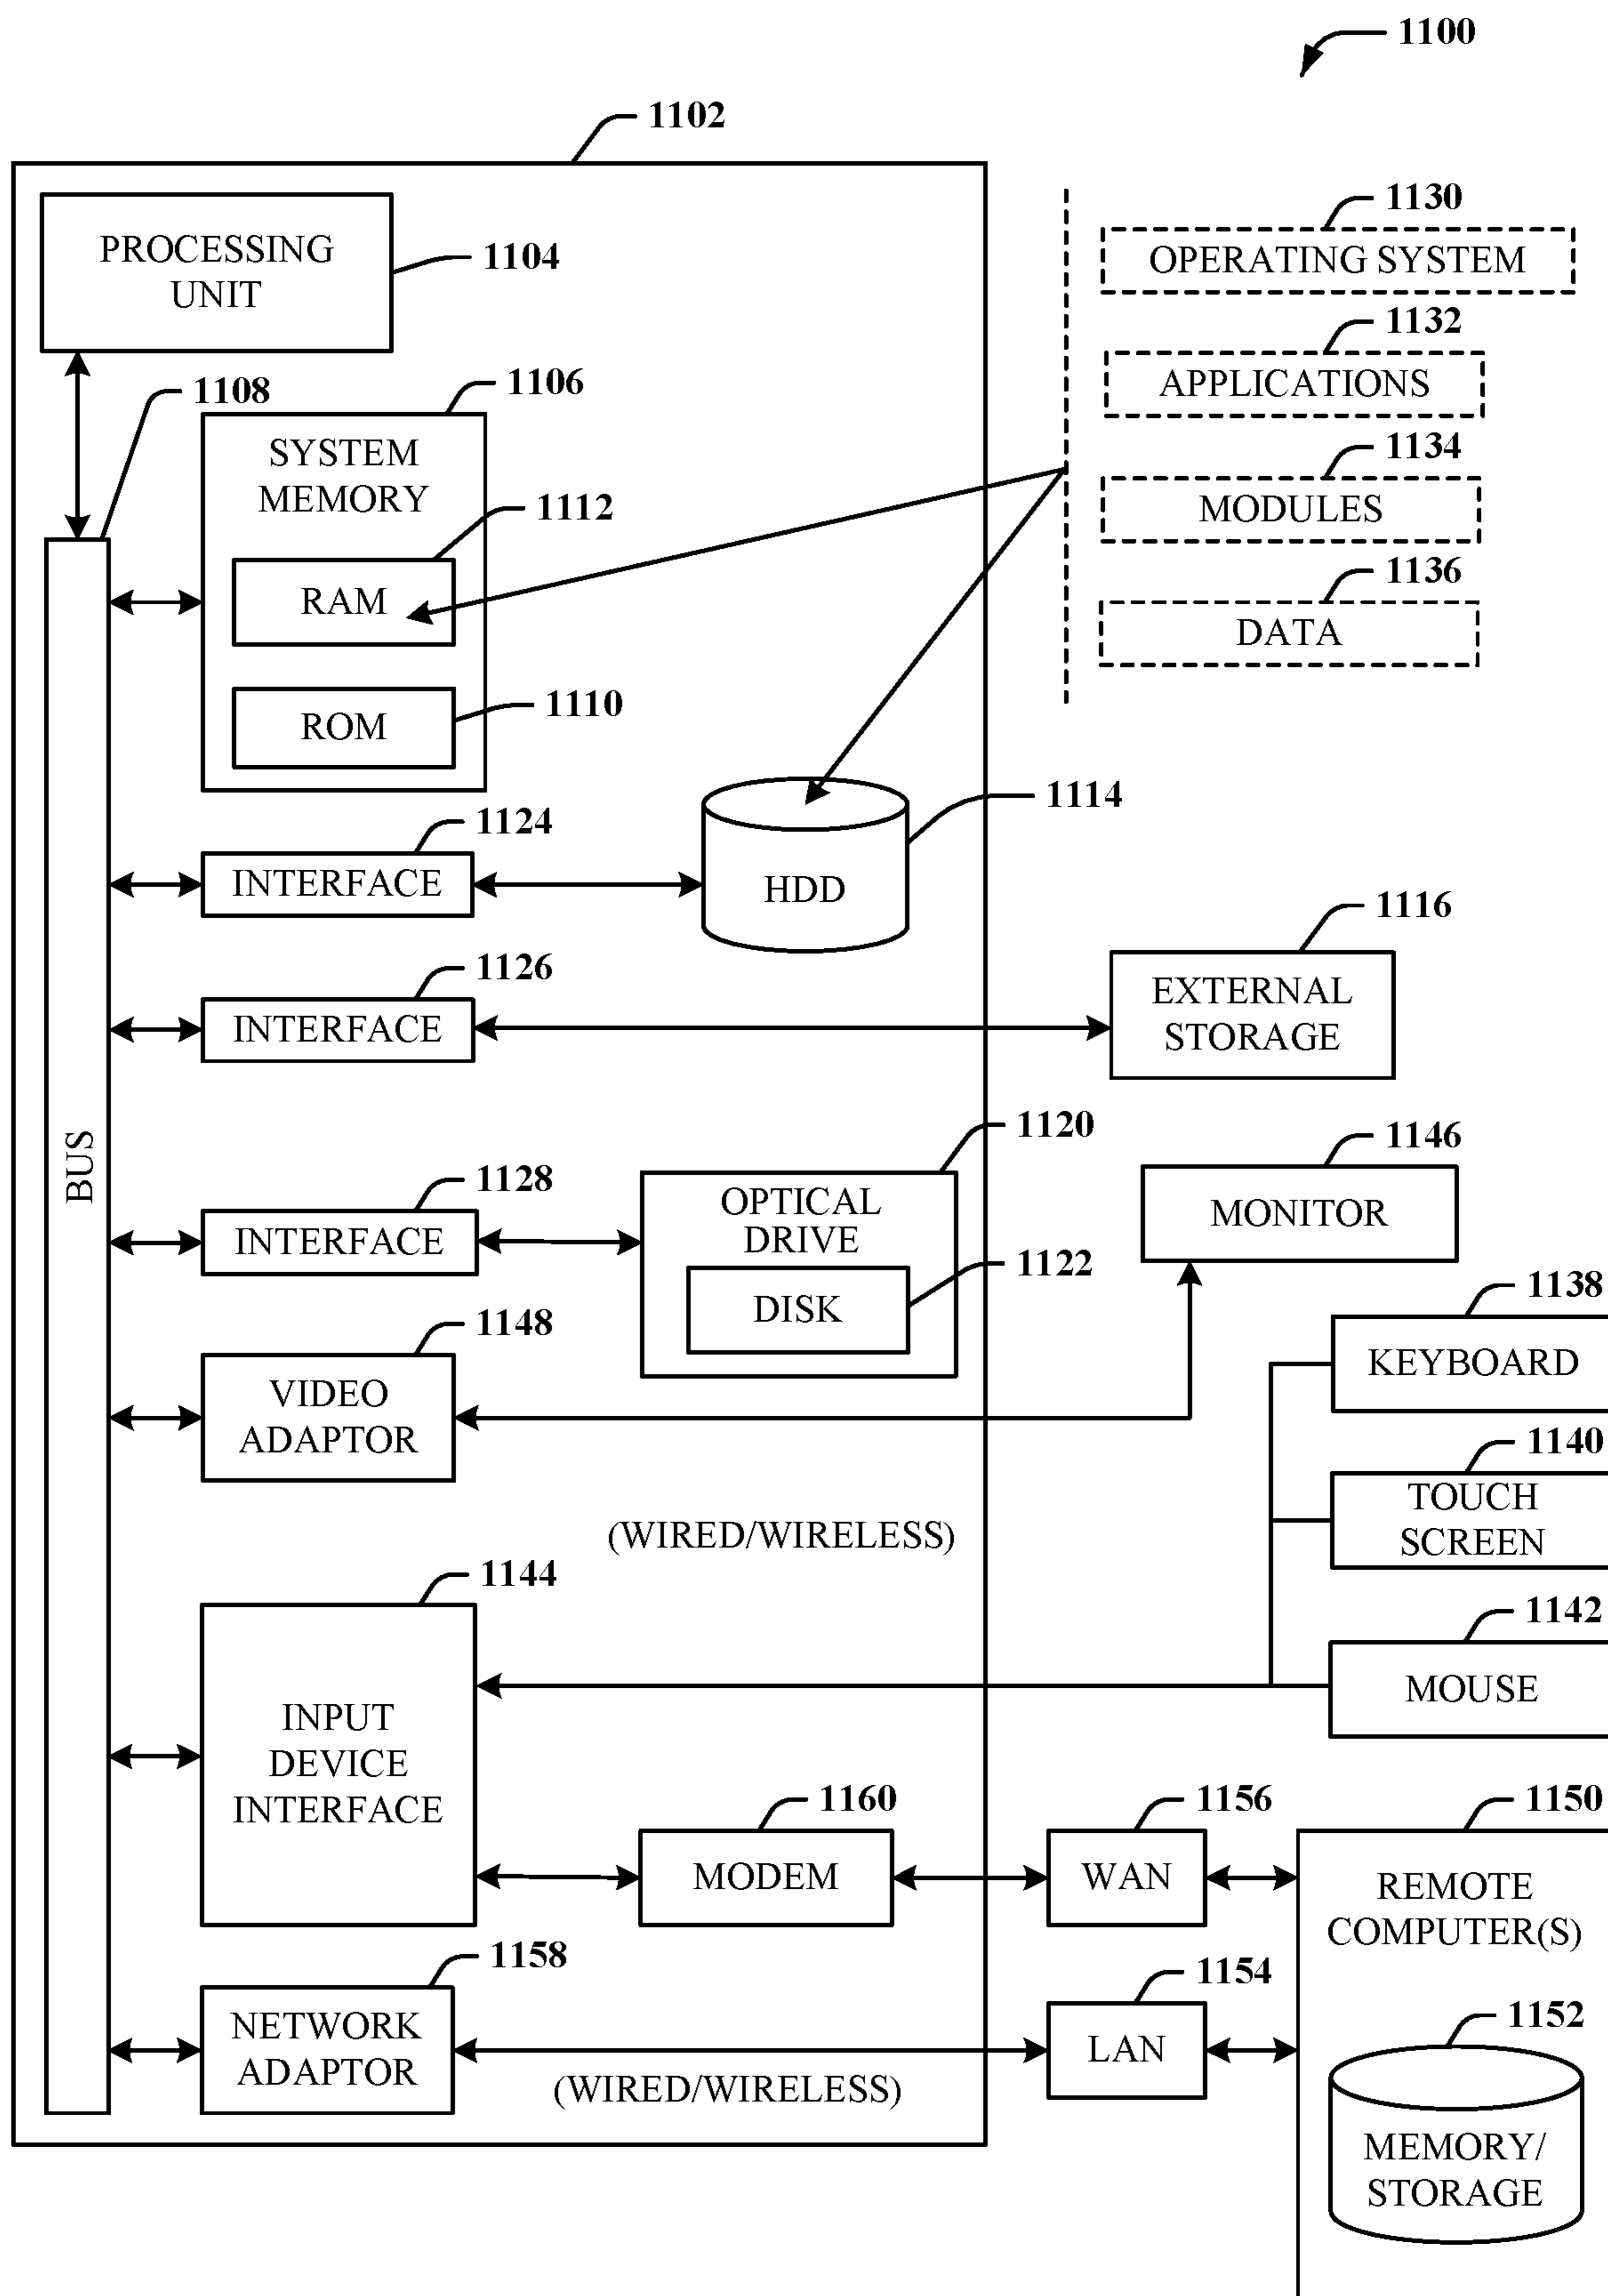 1100
1102
PROCESSING
UNIT
1104
1130
OPERATING SYSTEM
1132
APPLICATIONS
1134
MODULES
1136
DATA
1108
1106
SYSTEM
MEMORY
1112
RAM
ROM
1110
1124
INTERFACE
HDD
1114
1116
EXTERNAL
STORAGE
1126
INTERFACE
BUS
1128
INTERFACE
1120
OPTICAL
DRIVE
DISK
1122
1146
MONITOR
1148
VIDEO
ADAPTOR
1138
KEYBOARD
1140
TOUCH
SCREEN
(WIRED/WIRELESS)
1142
MOUSE
1144
INPUT
DEVICE
INTERFACE
1160
MODEM
1156
WAN
1150
REMOTE
COMPUTER(S)
1158
NETWORK
ADAPTOR
(WIRED/WIRELESS)
1154
LAN
1152
MEMORY/
STORAGE